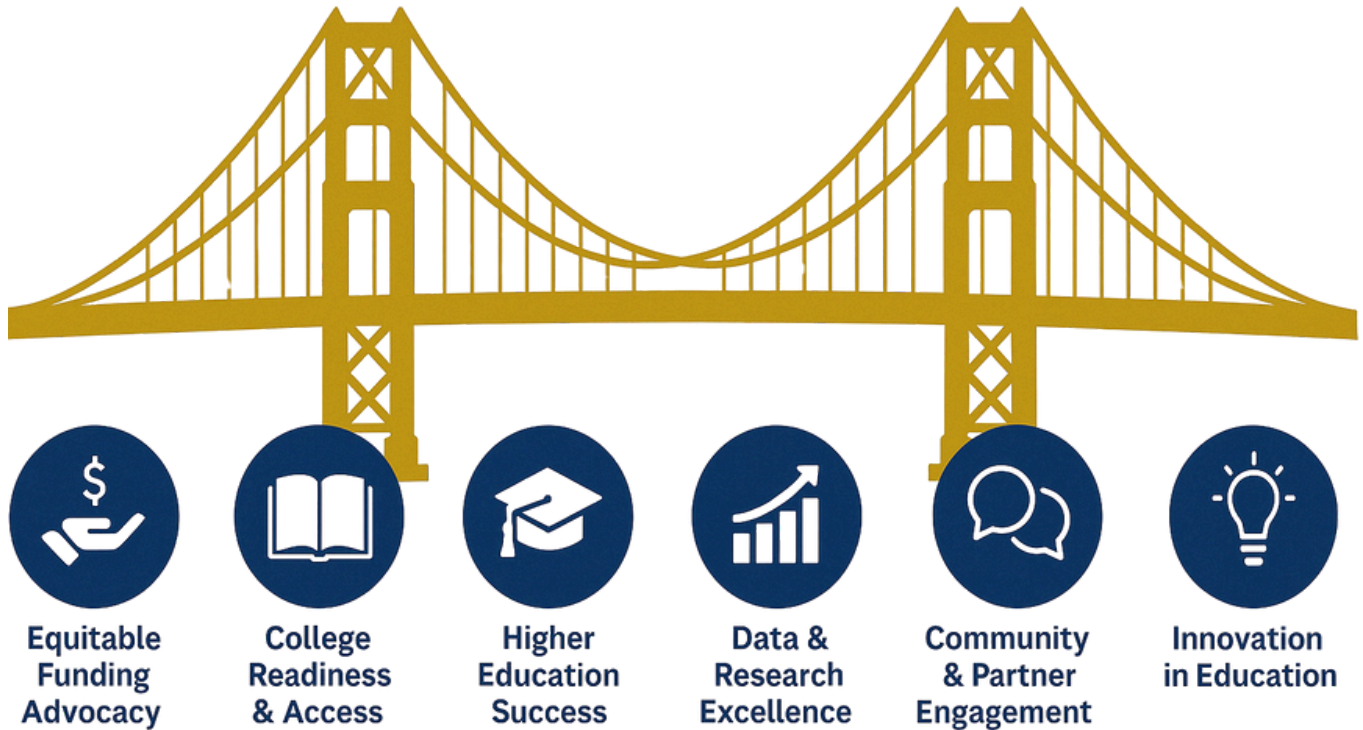 $
Equitable
Funding
Advocacy
College
Readiness
& Access
Higher
Education
Success
Data &
Research
Excellence
Community
& Partner
Engagement
Innovation
in Education